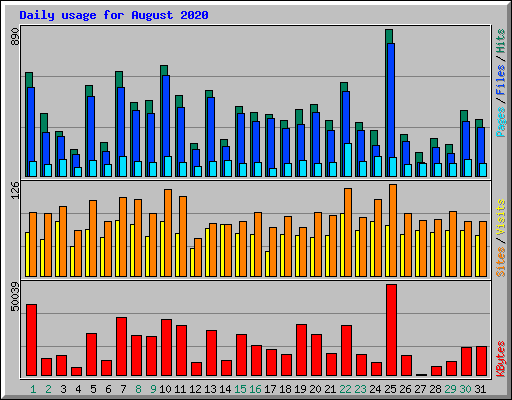 Daily usage for August 2020
890
Pages / Files / Hits
126
Sites / Visits
50039
KBytes
1 2 3 4 5 6 7 8 9 10 11 12 13 14 15 16 17 18 19 20 21 22 23 24 25 26 27 28 29 30 31